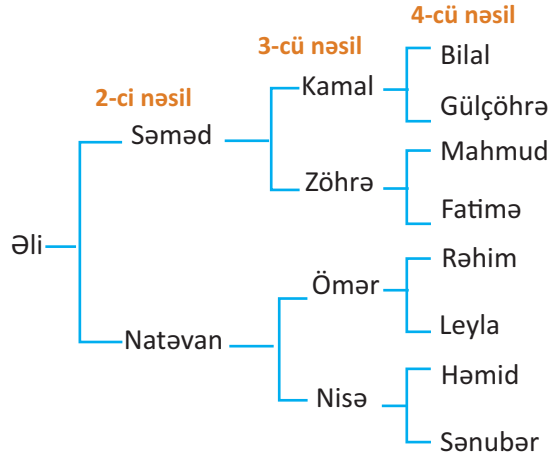 4-cü nəsil
3-cü nəsil
2-ci nəsil
Bilal
Kamal
Gülçöhrə
Səməd
Mahmud
Zöhrə
Fatimə
Əli
Rəhim
Ömər
Leyla
Natəvan
Həmid
Nisə
Sənubər